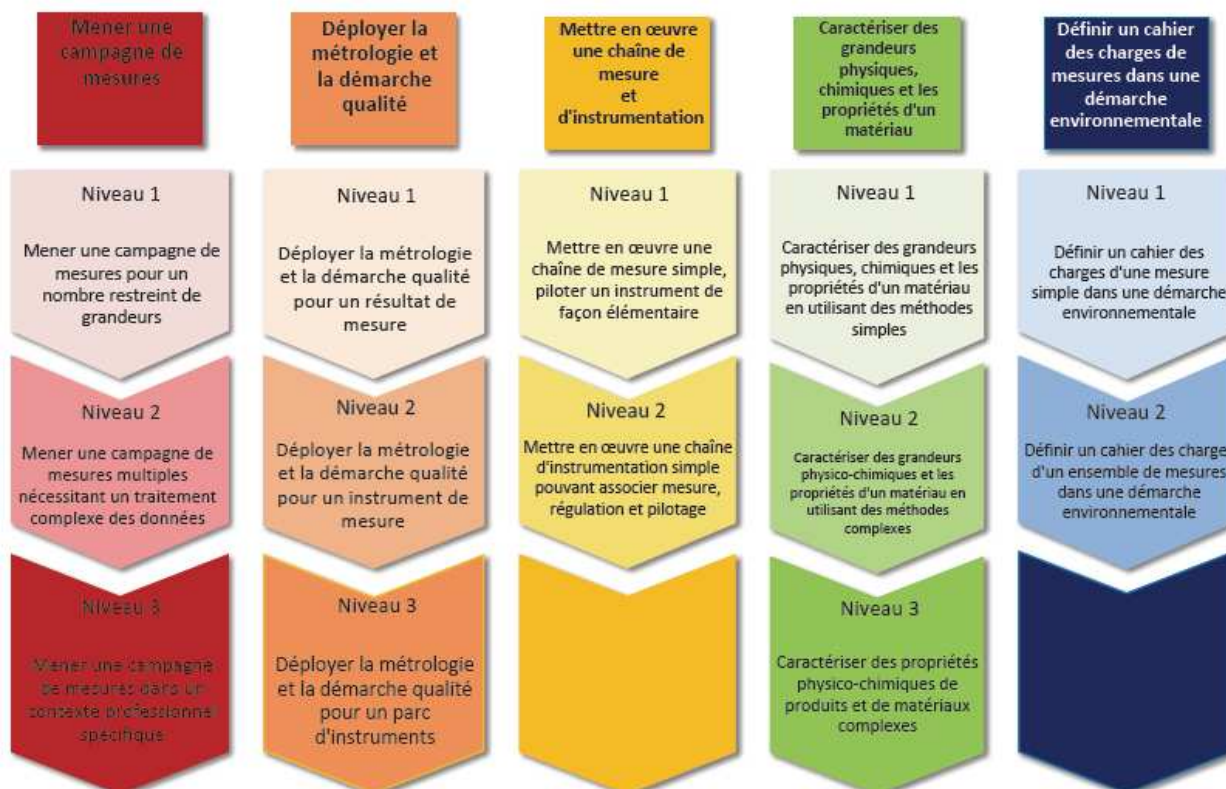 Mener une
campagne de
mesures
Déployer la
métrologie et
la démarche
qualité
Mettre en œuvre
une chaîne de
mesure
et
d'instrumentation
Caractériser des
grandeurs
physiques,
chimiques et les
propriétés d'un
matériau
Définir un cahier
des charges de
mesures dans une
démarche
environnementale
Niveau 1
Mener une campagne de
mesures pour un
nombre restreint de
grandeurs
Niveau 1
Déployer la métrologie
et la démarche qualité
pour un résultat de
mesure
Niveau 1
Mettre en œuvre une
chaîne de mesure simple,
piloter un instrument de
façon élémentaire
Niveau 1
Caractériser des grandeurs
physiques, chimiques et les
propriétés d'un matériau
en utilisant des méthodes
simples
Niveau 1
Définir un cahier des
charges d'une mesure
simple dans une démarche
environnementale
Niveau 2
Mener une campagne de
mesures multiples
nécessitant un traitement
complexe des données
Niveau 2
Déployer la métrologie
et la démarche qualité
pour un instrument de
mesure
Niveau 2
Mettre en œuvre une chaîne
d'instrumentation simple
pouvant associer mesure,
régulation et pilotage
Niveau 2
Caractériser des grandeurs
physico-chimiques et les
propriétés d'un matériau en
utilisant des méthodes
complexes
Niveau 2
Définir un cahier des charges
d'un ensemble de mesures
dans une démarche
environnementale
Niveau 3
Mener une campagne
de mesures dans un
contexte professionnel
spécifique
Niveau 3
Déployer la métrologie
et la démarche qualité
pour un parc
d'instruments
Niveau 3
Caractériser des propriétés
physico-chimiques de
produits et de matériaux
complexes